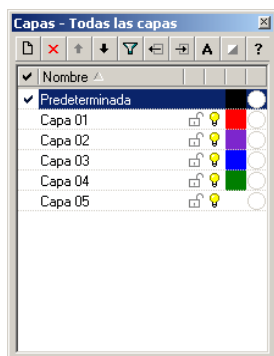 Capas - Todas las capas
A ?
Nombre
Predeterminada
Capa 01
Capa 02
Capa 03
Capa 04
Capa 05